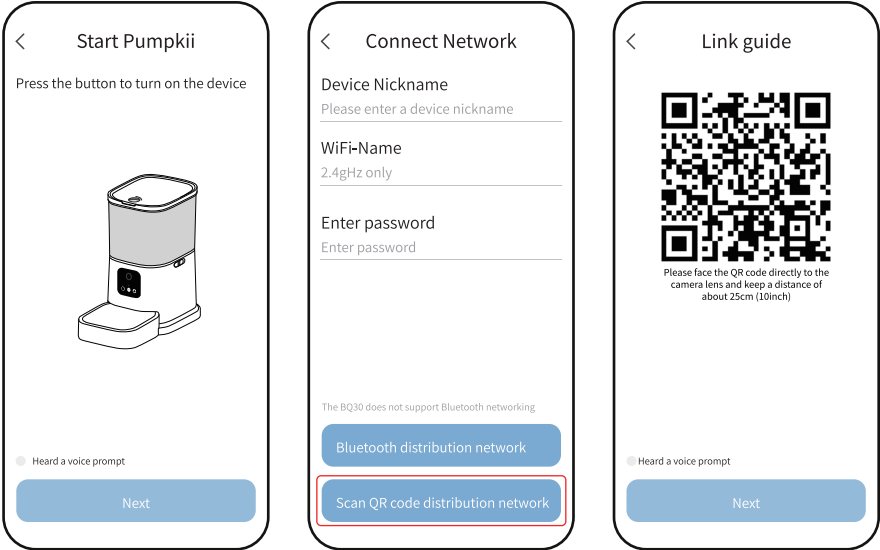 Start Pumpkii
Press the button to turn on the device
Heard a voice prompt
Next
Connect Network
Device Nickname
Please enter a device nickname
WiFi-Name
2.4gHz only
Enter password
Enter password
The BQ30 does not support Bluetooth networking
Bluetooth distribution network
Scan QR code distribution network
Link guide
Please face the QR code directly to the
camera lens and keep a distance of
about 25cm (10inch)
Heard a voice prompt
Next